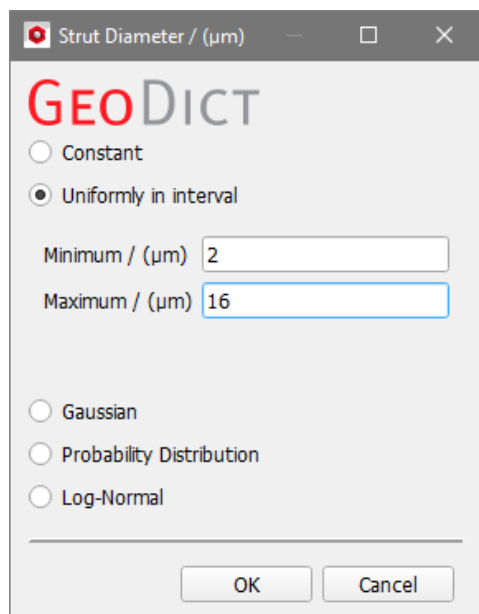 Strut Diameter / (µm)
GEODICT
Constant
Uniformly in interval
Minimum / (µm) 2
Maximum / (µm) 16
Gaussian
Probability Distribution
Log-Normal
OK Cancel